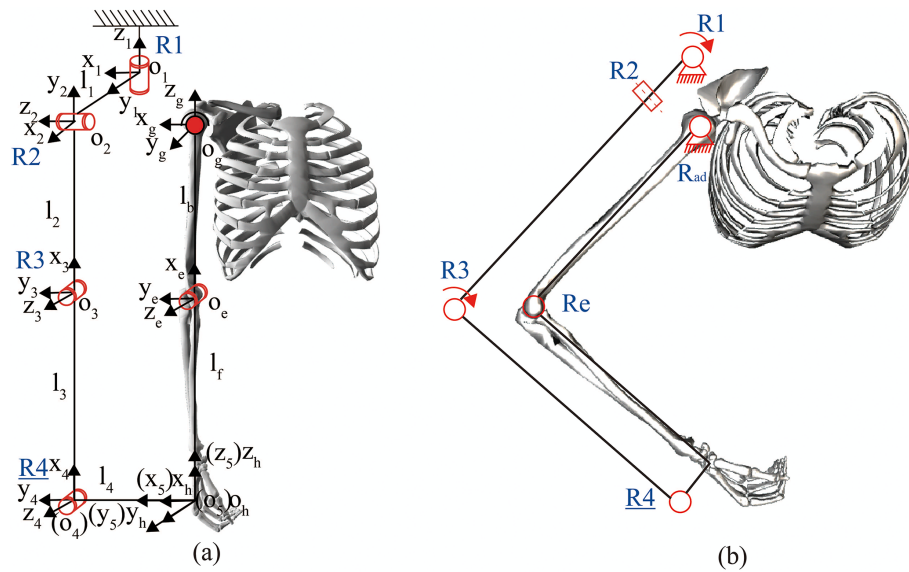 z1 R1
x1 o1
y2 l1
y1 xg zg
z2
x2 yg og
R2 o2
l2 lb
R3 x3 xe
y3 ye
z3 o3 ze oe
l3 lf
R4 x4 l4 (z5)zh
y4 (x5)xh
z4 (o4) (y5)yh (o5)oh
(a)
R1
R2
Rad
R3
Re
R4
(b)